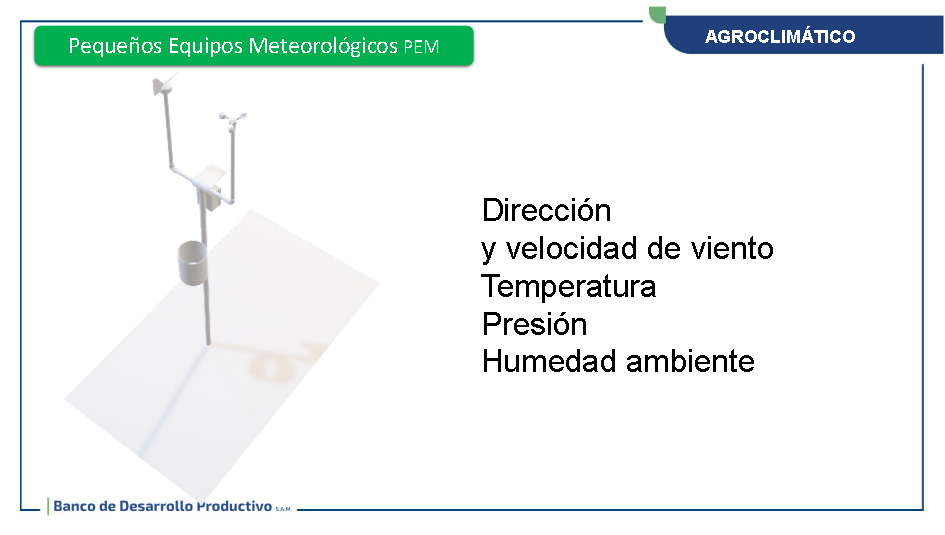 Pequeños Equipos Meteorológicos PEM
AGROCLIMÁTICO
Dirección
y velocidad de viento
Temperatura
Presión
Humedad ambiente
Banco de Desarrollo Productivo S.A.M.